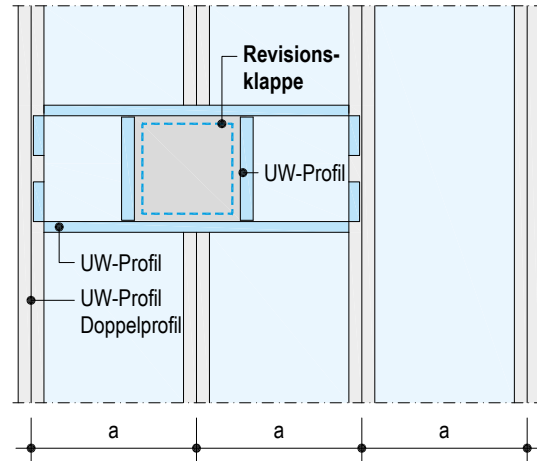 Revisions-
klappe
UW-Profil
UW-Profil
UW-Profil
Doppelprofil
a
a
a